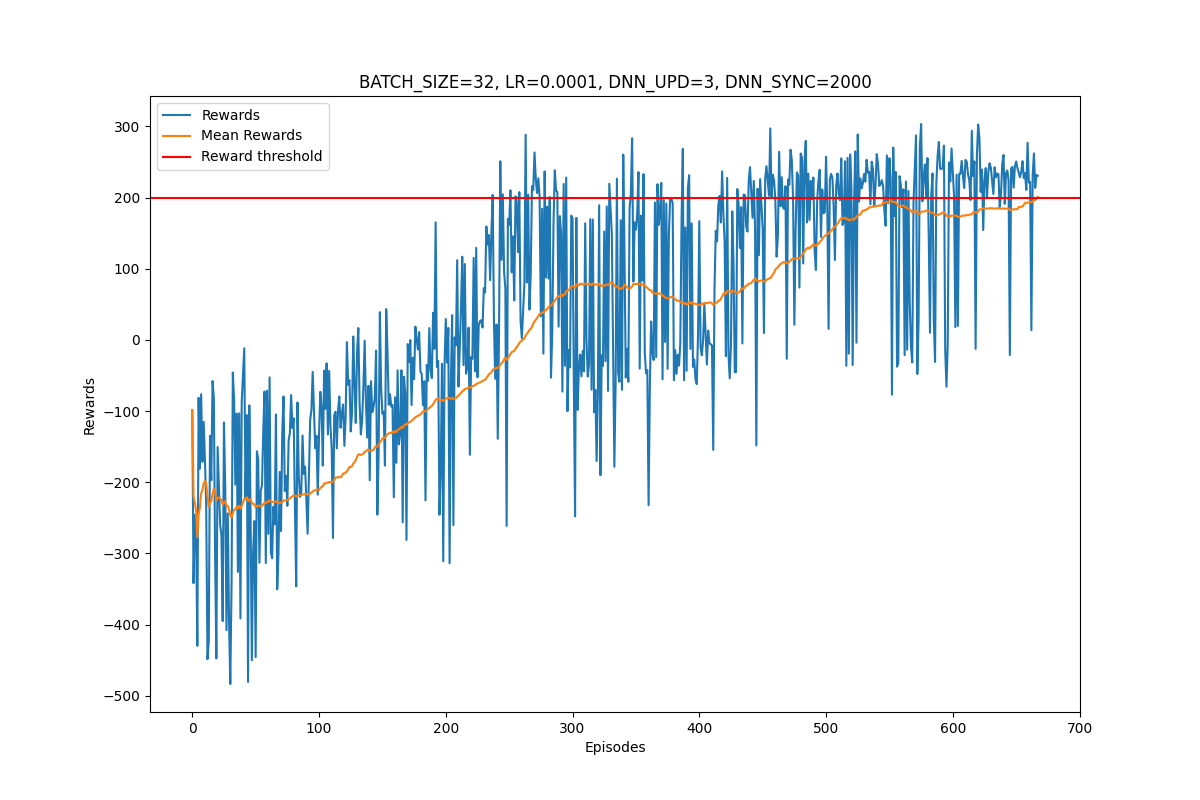 BATCH_SIZE=32, LR=0.0001, DNN_UPD=3, DNN_SYNC=2000
Rewards
Mean Rewards
Reward threshold
300
200
100
0
−100
−200
−300
−400
−500
Rewards
0 100 200 300 400 500 600 700
Episodes